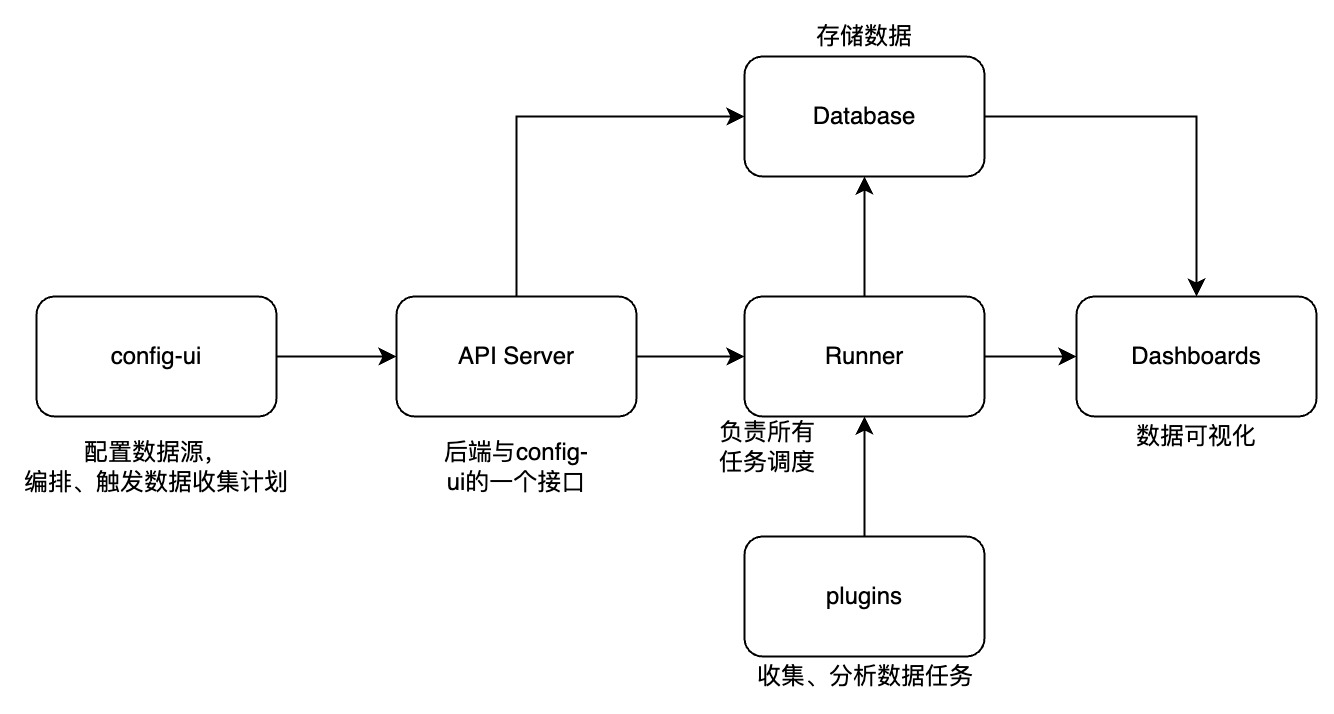 存储数据
Database
config-ui
API Server
Runner
Dashboards
配置数据源，
编排、触发数据收集计划
后端与config-
ui的一个接口
负责所有
任务调度
数据可视化
plugins
收集、分析数据任务